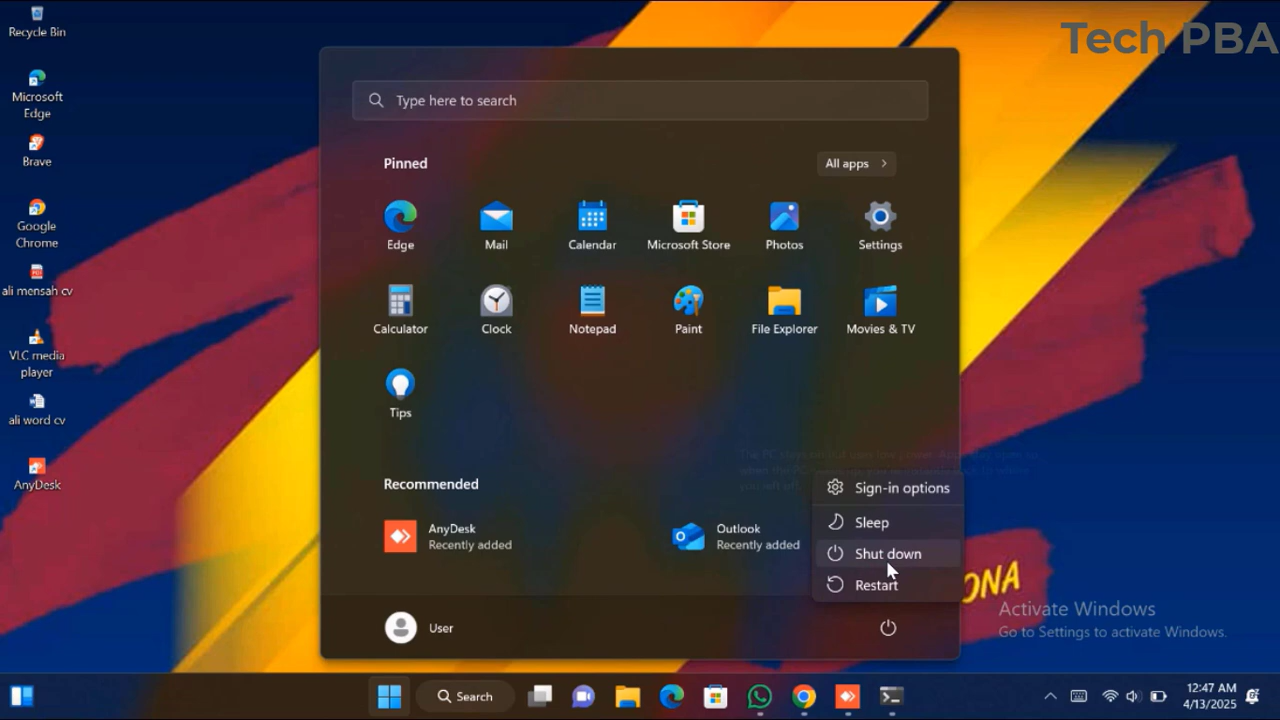 Recycle Bin
Microsoft
Edge
Brave
Google
Chrome
ali mensah cv
VLC media
player
ali word cv
AnyDesk
Tech PBA
Type here to search
Pinned
All apps
Edge
Mail
Calendar
Microsoft Store
Photos
Settings
Calculator
Clock
Notepad
Paint
File Explorer
Movies & TV
Tips
Recommended
AnyDesk
Recently added
Outlook
Recently added
Sign-in options
Sleep
Shut down
Restart
User
ONA
Activate Windows
Go to Settings to activate Windows.
Search
12:47 AM
4/13/2025